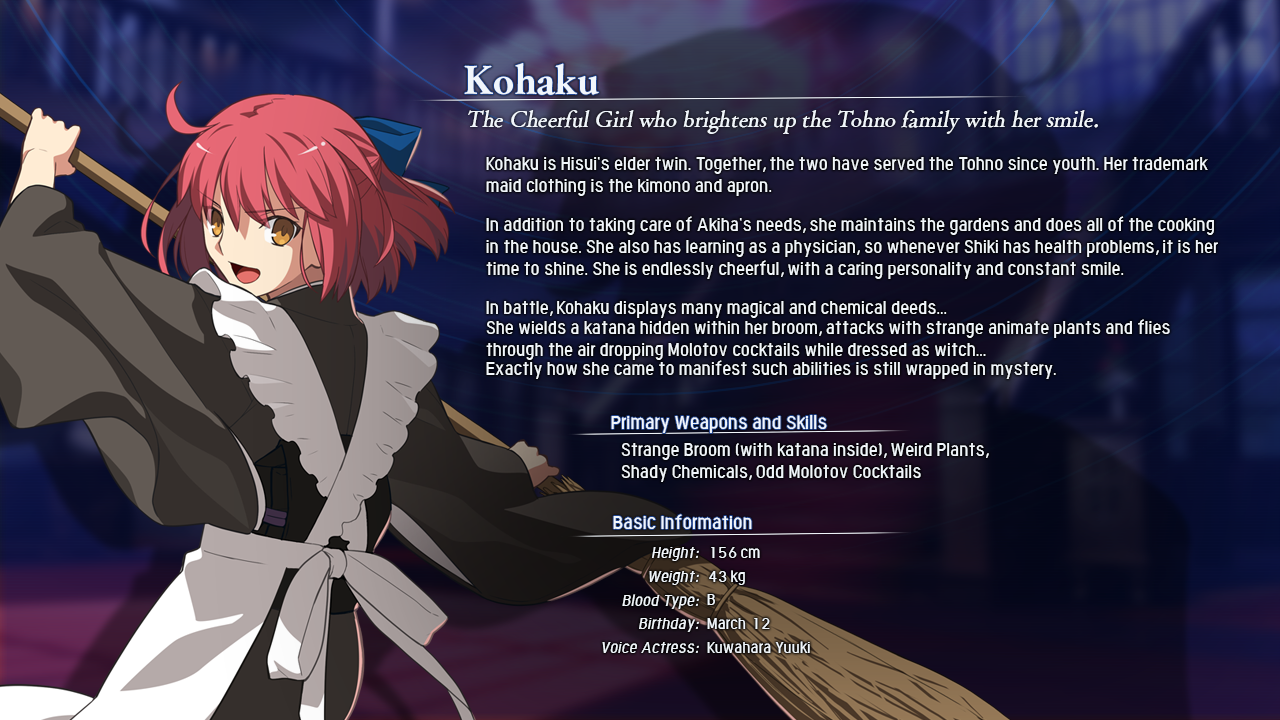 Kohaku
The Cheerful Girl who brightens up the Tohno family with her smile.
Kohaku is Hisui's elder twin. Together, the two have served the Tohno since youth. Her trademark
maid clothing is the kimono and apron.
In addition to taking care of Akiha's needs, she maintains the gardens and does all of the cooking
in the house. She also has learning as a physician, so whenever Shiki has health problems, it is her
time to shine. She is endlessly cheerful, with a caring personality and constant smile.
In battle, Kohaku displays many magical and chemical deeds...
She wields a katana hidden within her broom, attacks with strange animate plants and flies
through the air dropping Molotov cocktails while dressed as witch...
Exactly how she came to manifest such abilities is still wrapped in mystery.
Primary Weapons and Skills
Strange Broom (with katana inside), Weird Plants,
Shady Chemicals, Odd Molotov Cocktails
Basic Information
Height: 156 cm
Weight: 43 kg
Blood Type: B
Birthday: March 12
Voice Actress: Kuwahara Yuuki